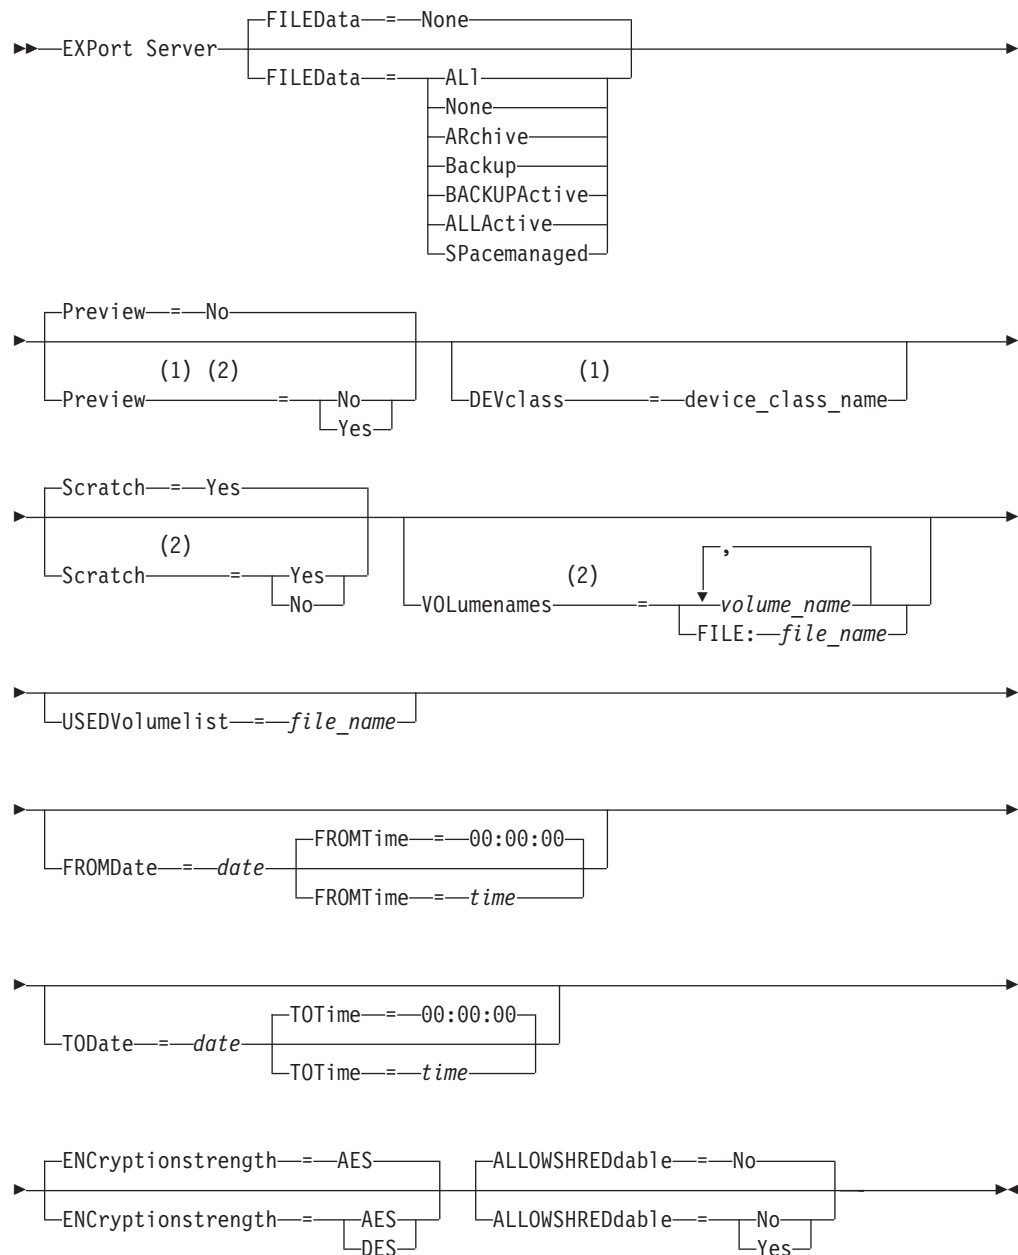 FILEData = None
EXPort Server
FILEData = ALl
None
ARchive
Backup
BACKUPActive
ALLActive
SPacemanaged
Preview = No
(1) (2)
Preview = No
Yes
(1)
DEVclass = device_class_name
Scratch = Yes
(2)
Scratch = Yes
No
,
(2)
VOLumenames = volume_name
FILE: file_name
USEDVolumelist = file_name
FROMTime = 00:00:00
FROMDate = date
FROMTime = time
TOTime = 00:00:00
TODate = date
TOTime = time
ENCryptionstrength = AES
ENCryptionstrength = AES
DES
ALLOWSHREDdable = No
ALLOWSHREDdable = No
Yes